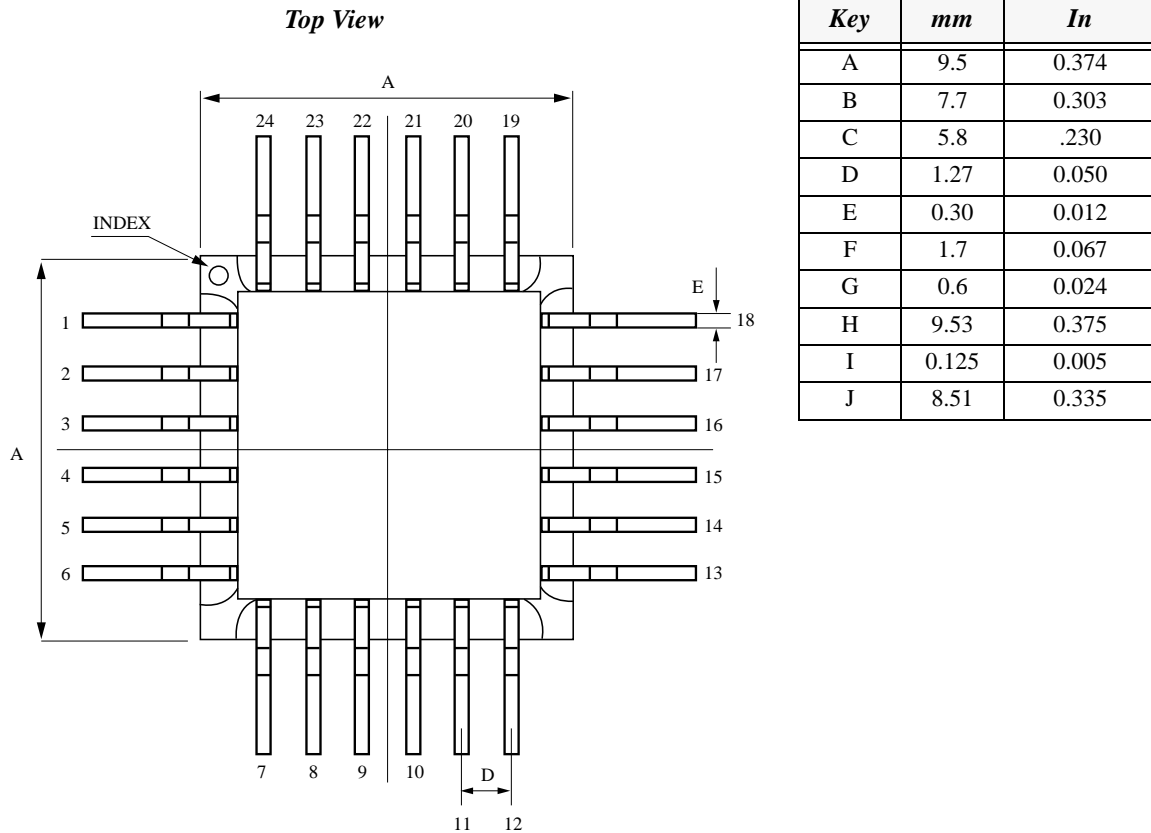 Top View
A
24 23 22 21 20 19
INDEX
E
1
18
2
17
3
16
A
4
15
5
14
6
13
7 8 9 10 D
11 12
Key mm In
A 9.5 0.374
B 7.7 0.303
C 5.8 .230
D 1.27 0.050
E 0.30 0.012
F 1.7 0.067
G 0.6 0.024
H 9.53 0.375
I 0.125 0.005
J 8.51 0.335